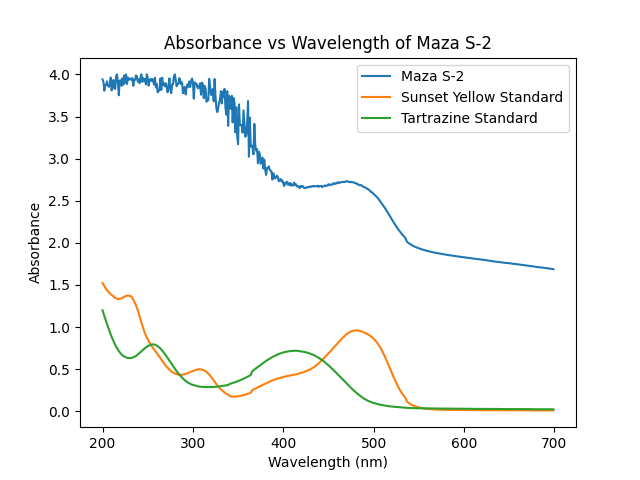 Absorbance vs Wavelength of Maza S-2
Maza S-2
Sunset Yellow Standard
Tartrazine Standard
Absorbance
4.0
3.5
3.0
2.5
2.0
1.5
1.0
0.5
0.0
200 300 400 500 600 700
Wavelength (nm)